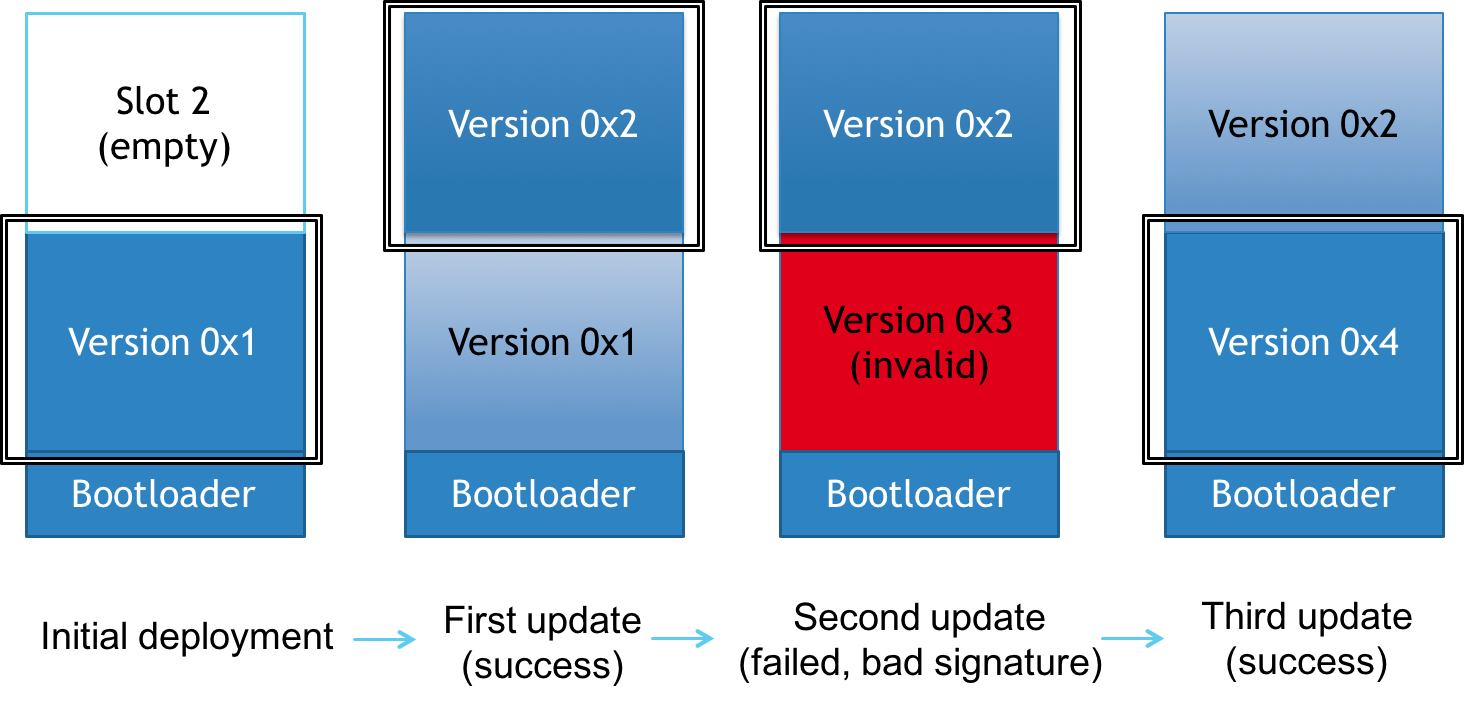 Slot 2
(empty)
Version 0x1
Bootloader
Version 0x2
Version 0x1
Bootloader
Version 0x2
Version 0x3
(invalid)
Bootloader
Version 0x2
Version 0x4
Bootloader
Initial deployment
First update
(success)
Second update
(failed, bad signature)
Third update
(success)